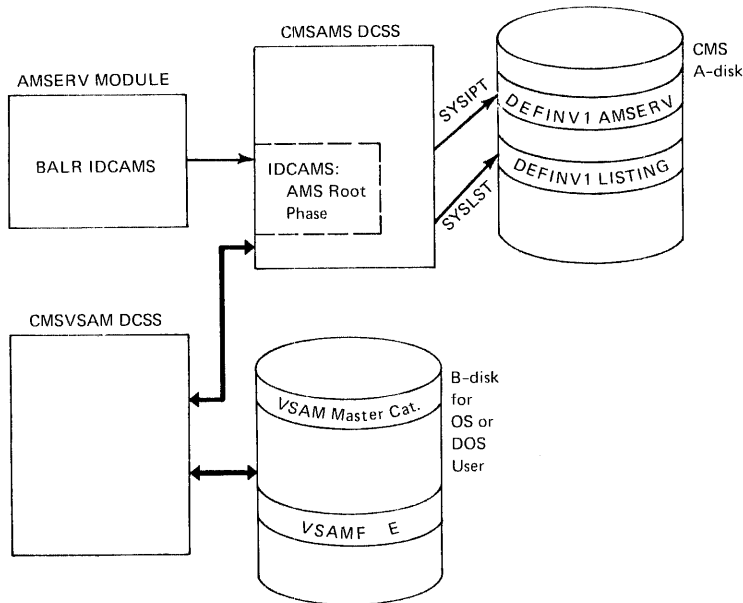 CMSAMS DCSS
CMS
A-disk
AMSERV MODULE
BALR IDCAMS
IDCAMS:
AMS Root
Phase
SYSIPT
SYSLST
DEFINV1 AMSERV
DEFINV1 LISTING
CMSVSAM DCSS
VSAM Master Cat.
B-disk
for
OS or
DOS
User
VSAMF E